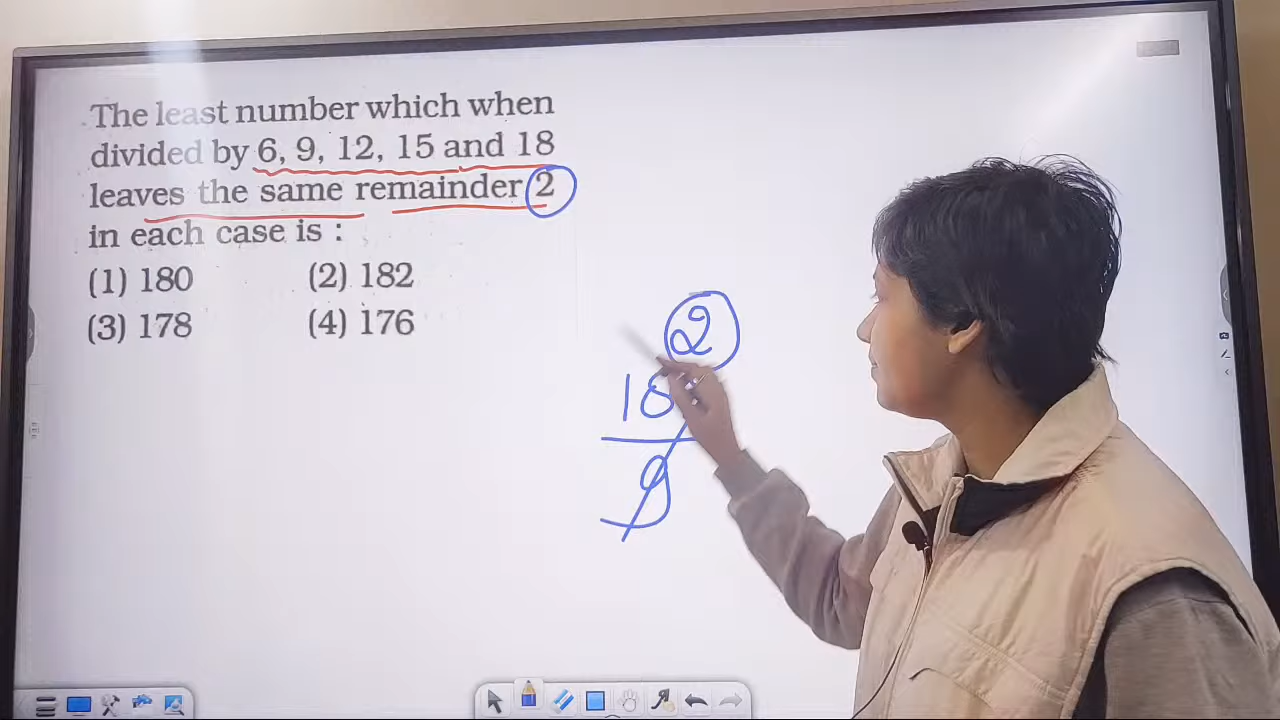 The least number which when
divided by 6, 9, 12, 15 and 18
leaves the same remainder 2
in each case is :
(1) 180 (2) 182
(3) 178 (4) 176
2
18
9